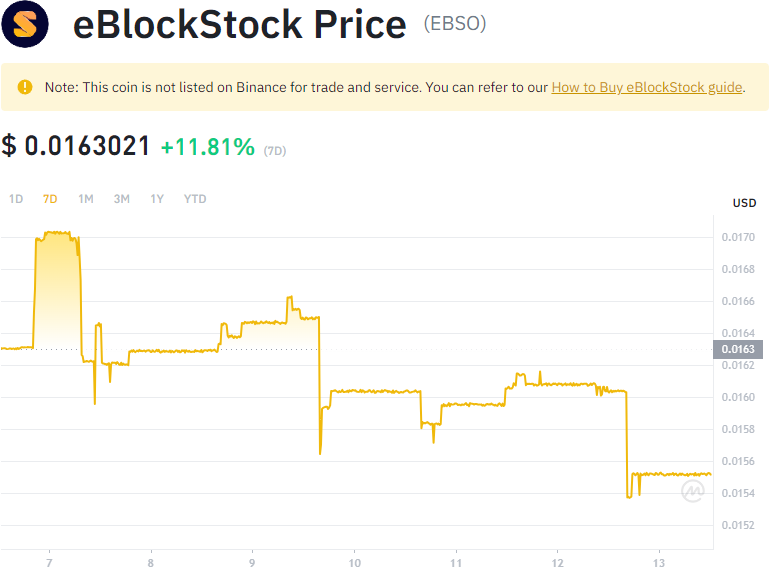 eBlockStock Price (EBSO)
Note: This coin is not listed on Binance for trade and service. You can refer to our How to Buy eBlockStock guide.
$ 0.0163021 +11.81% (7D)
1D 7D 1M 3M 1Y YTD
USD
0.0170
0.0168
0.0166
0.0164
0.0163
0.0162
0.0160
0.0158
0.0156
0.0154
0.0152
7 8 9 10 11 12 13